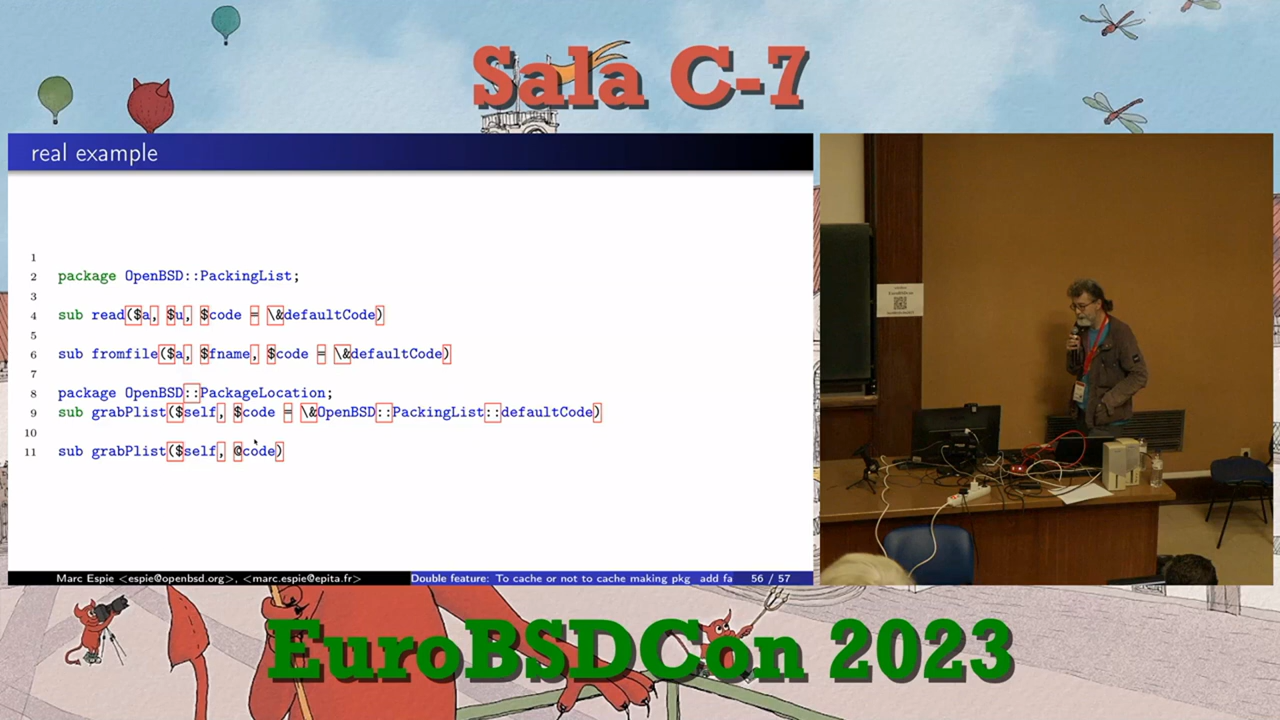 Sala C-7
real example
1
2 package OpenBSD::PackingList;
3
4 sub read($a, $u, $code = \&defaultCode)
5
6 sub fromfile($a, $fname, $code = \&defaultCode)
7
8 package OpenBSD::PackageLocation;
9 sub grabPlist($self, $code = \&OpenBSD::PackingList::defaultCode)
10
11 sub grabPlist($self, @code)
Marc Espie <espie@openbsd.org>, <marc.espie@epita.fr> Double feature: To cache or not to cache making pkg_add fa 56 / 57
EuroBSDCon 2023